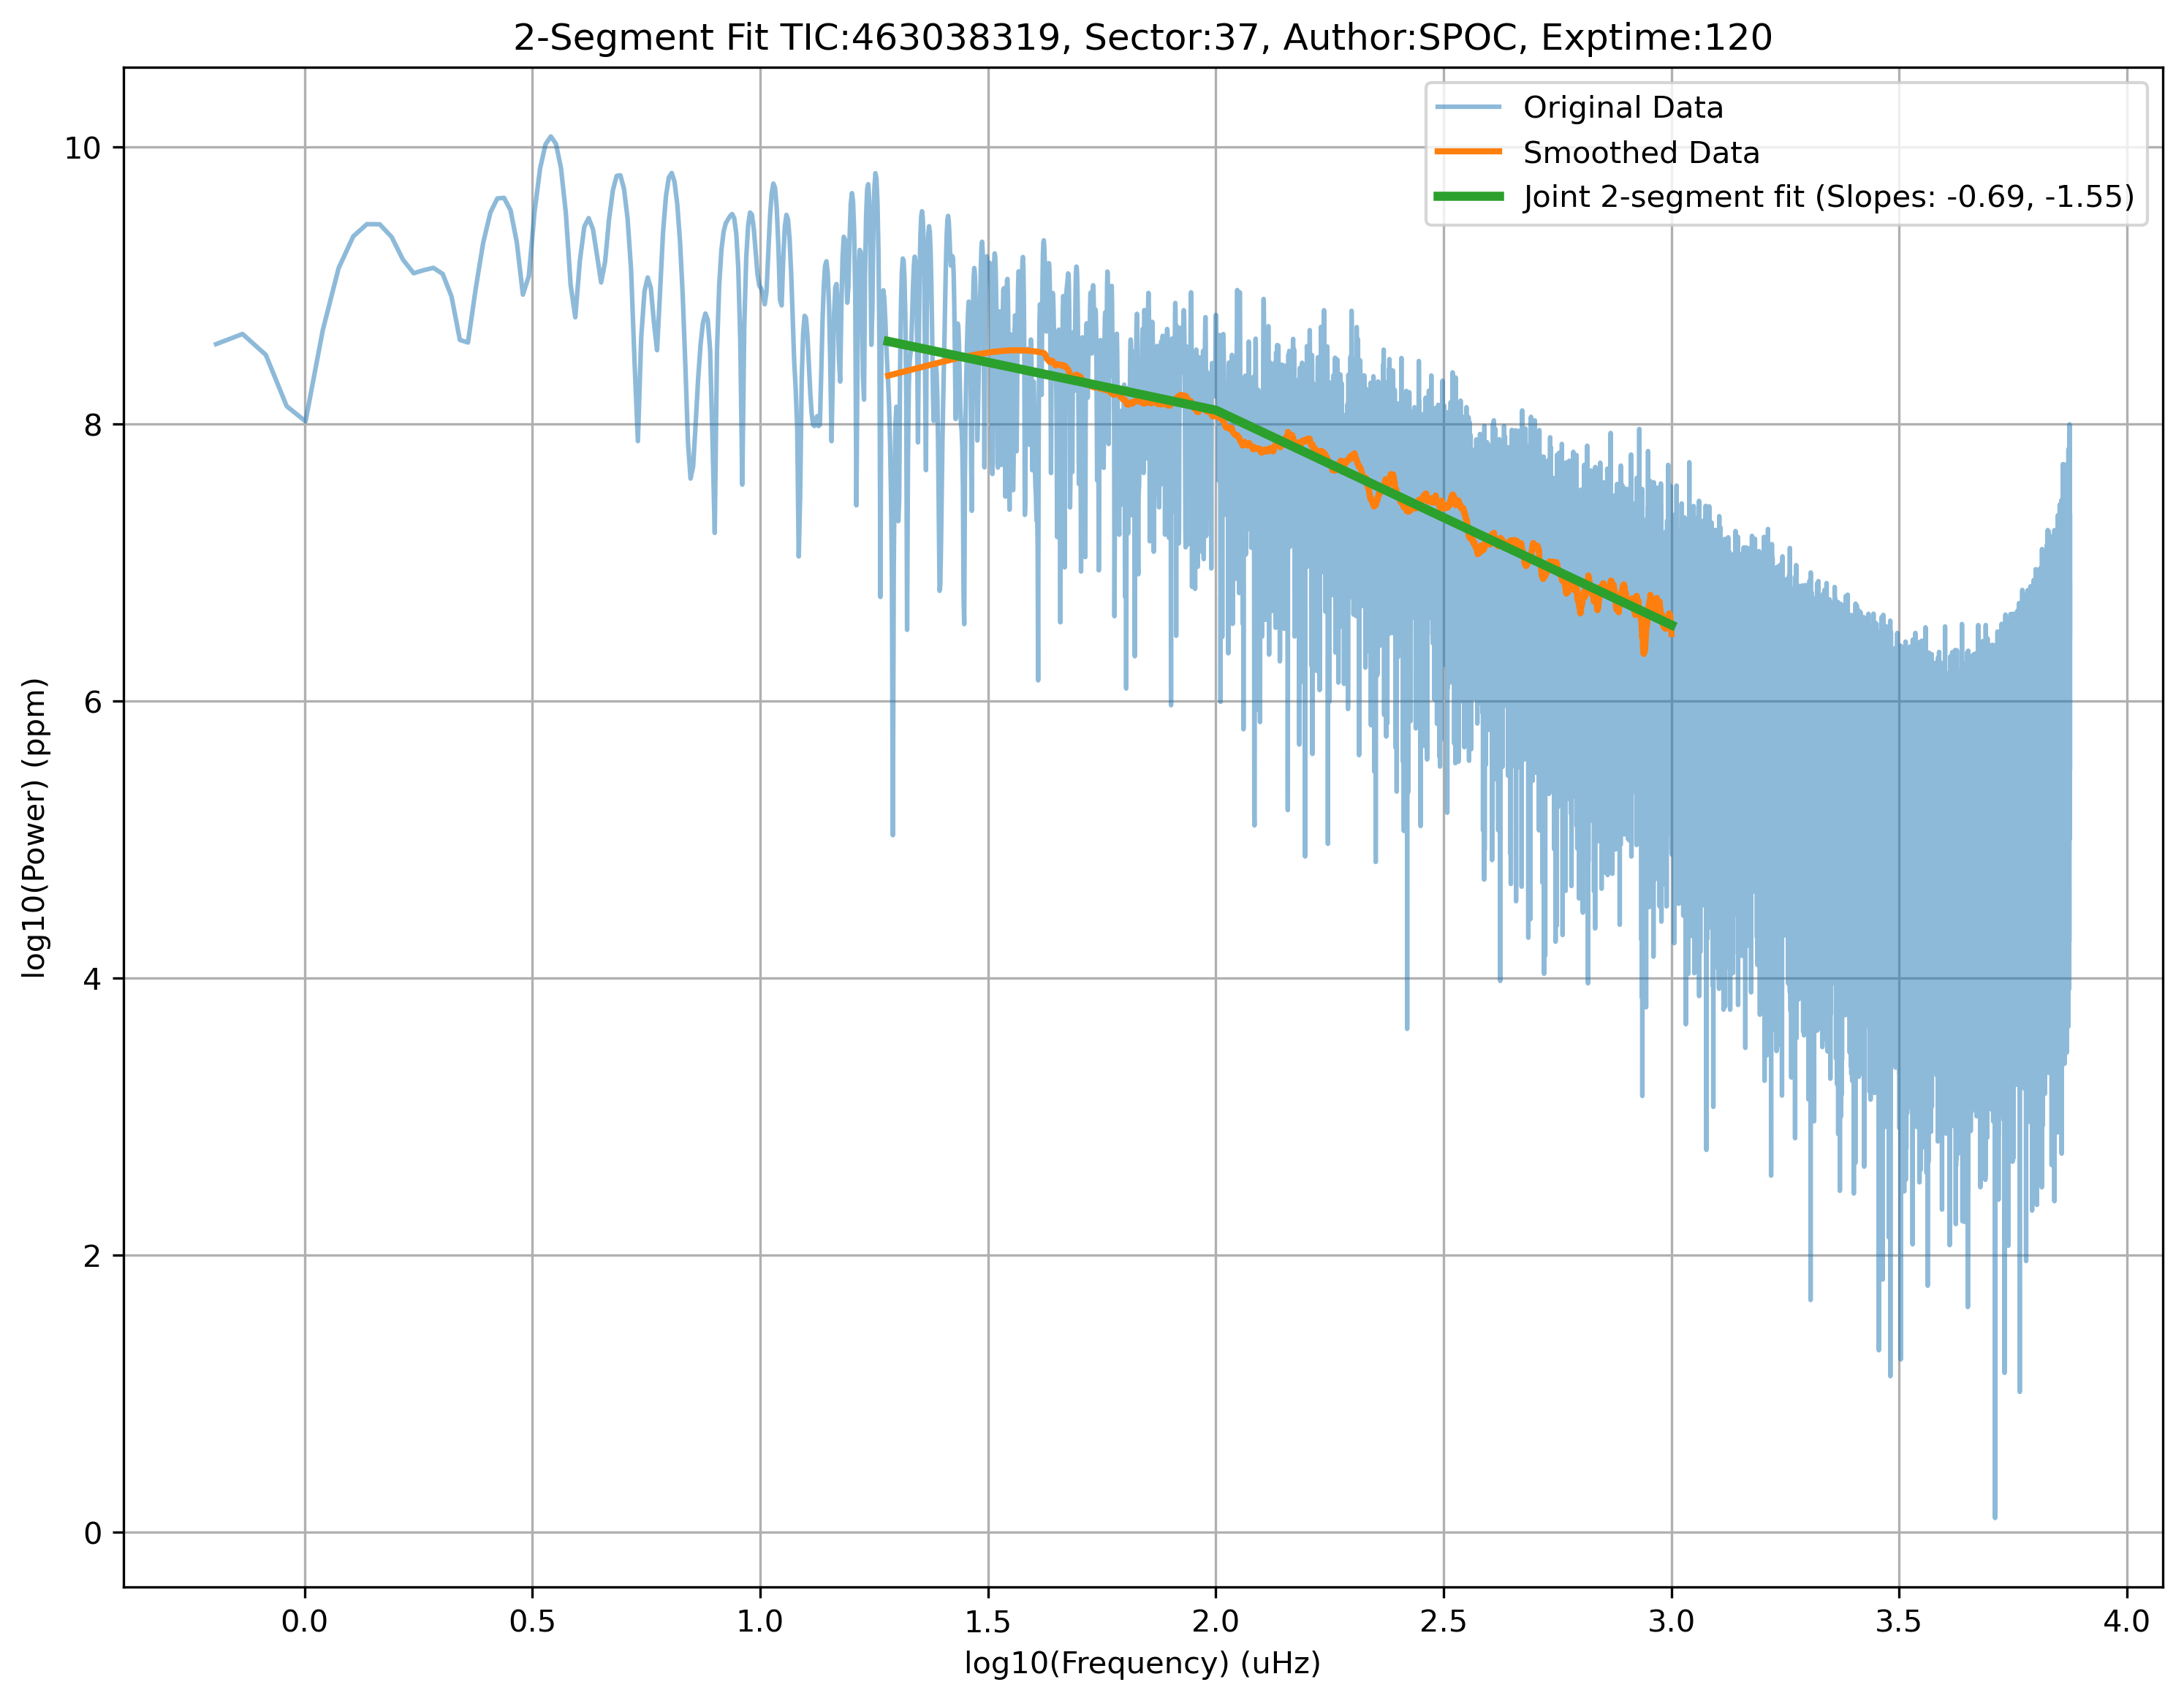 2-Segment Fit TIC:463038319, Sector:37, Author:SPOC, Exptime:120
Original Data
Smoothed Data
Joint 2-segment fit (Slopes: -0.69, -1.55)
log10(Power) (ppm)
10
8
6
4
2
0
0.0 0.5 1.0 1.5 2.0 2.5 3.0 3.5 4.0
log10(Frequency) (uHz)